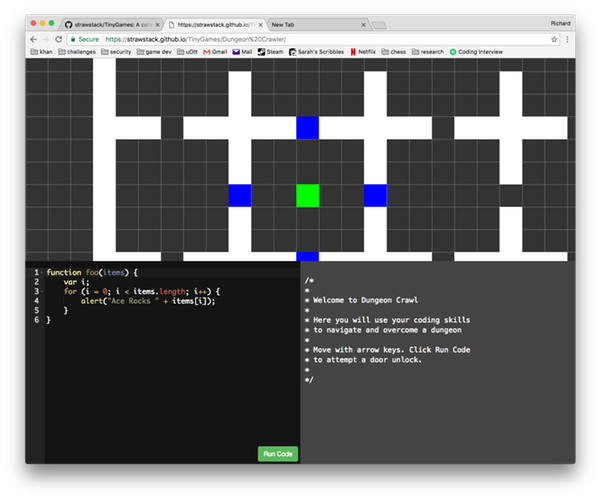 strawstack/TinyGames: A colle
https://strawstack.github.io/Ti
New Tab
Richard
Secure https://strawstack.github.io/TinyGames/Dungeon%20Crawler/
khan challenges security game dev uOtt Gmail Mail Steam Sarah's Scribbles Netflix chess research Coding Interview
1 function foo(items) {
2 var i;
3 for (i = 0; i < items.length; i++) {
4 alert("Ace Rocks " + items[i]);
5 }
6 }
Run Code
/*
*
* Welcome to Dungeon Crawl
*
* Here you will use your coding skills
* to navigate and overcome a dungeon
*
* Move with arrow keys. Click Run Code
* to attempt a door unlock.
*
*/